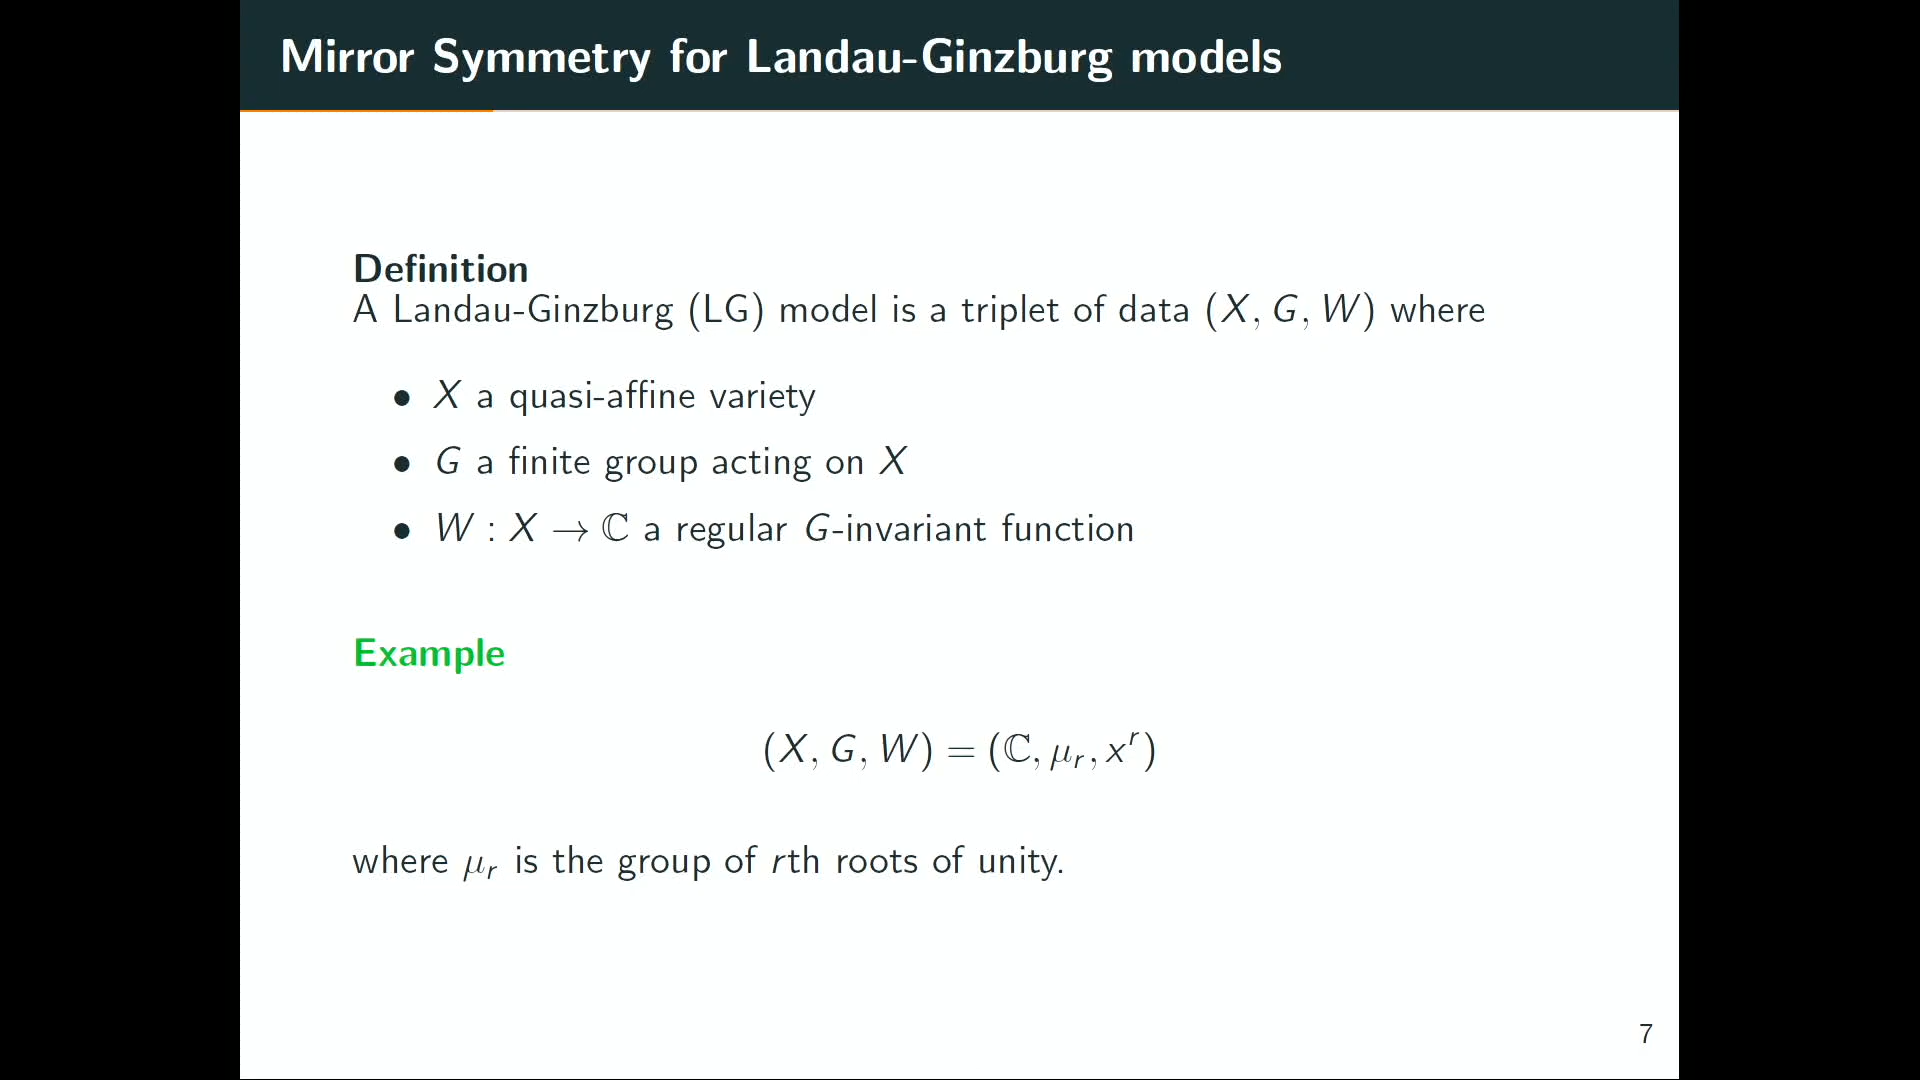 Mirror Symmetry for Landau-Ginzburg models
Definition
A Landau-Ginzburg (LG) model is a triplet of data (X, G, W) where
• X a quasi-affine variety
• G a finite group acting on X
• W : X → ℂ a regular G-invariant function
Example
(X, G, W) = (ℂ, μ_r, x^r)
where μ_r is the group of rth roots of unity.
7